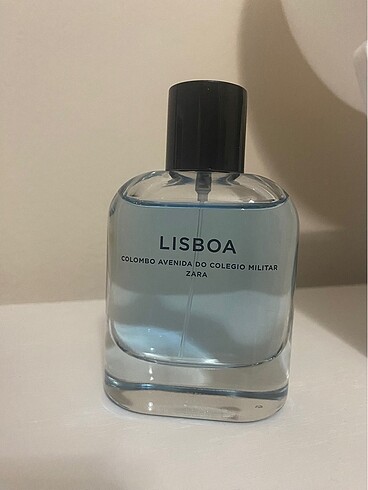 LISBOA
COLOMBO AVENIDA DO COLEGIO MILITAR
ZARA